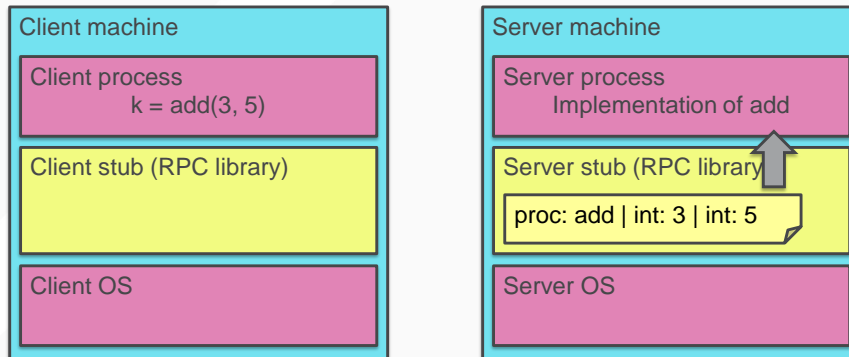 Client machine
Client process
k = add(3, 5)
Client stub (RPC library)
Client OS
Server machine
Server process
Implementation of add
Server stub (RPC library
proc: add | int: 3 | int: 5
Server OS